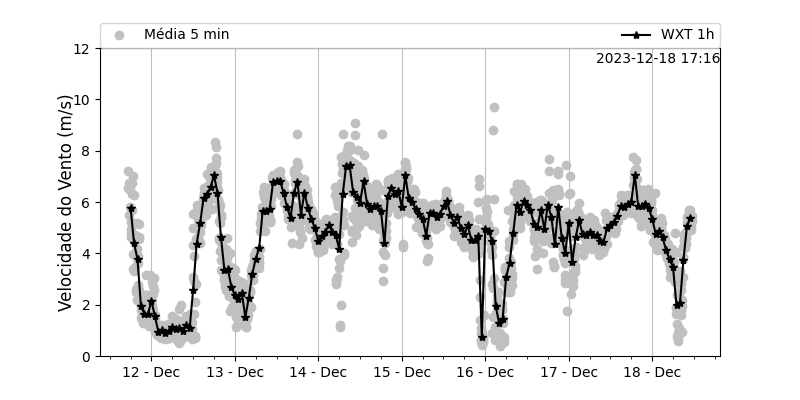 Média 5 min
WXT 1h
2023-12-18 17:16
Velocidade do Vento (m/s)
12
10
8
6
4
2
0
12 - Dec
13 - Dec
14 - Dec
15 - Dec
16 - Dec
17 - Dec
18 - Dec